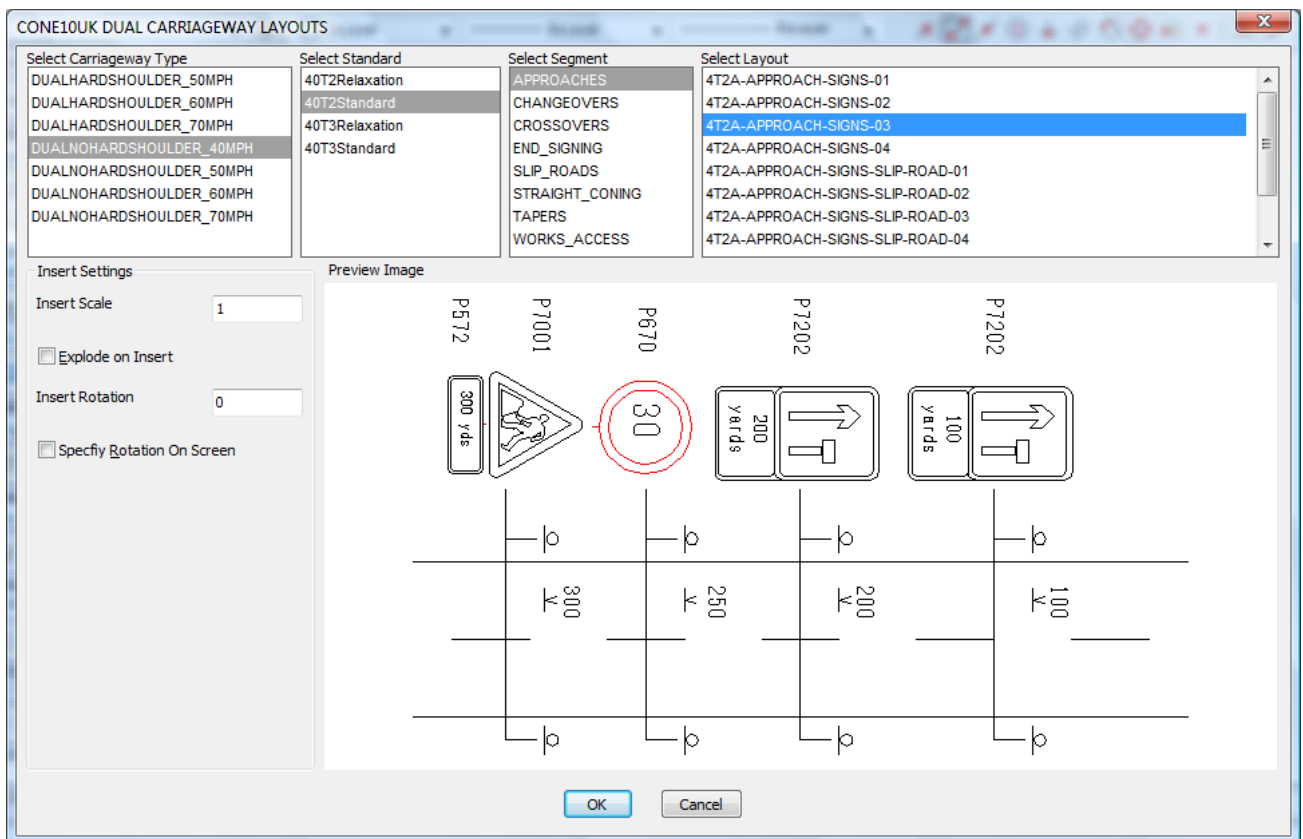 CONE10UK DUAL CARRIAGEWAY LAYOUTS
Select Carriageway Type
DUALHARDSHOULDER_50MPH
DUALHARDSHOULDER_60MPH
DUALHARDSHOULDER_70MPH
DUALNOHARDSHOULDER_40MPH
DUALNOHARDSHOULDER_50MPH
DUALNOHARDSHOULDER_60MPH
DUALNOHARDSHOULDER_70MPH
Select Standard
40T2Relaxation
40T2Standard
40T3Relaxation
40T3Standard
Select Segment
APPROACHES
CHANGEOVERS
CROSSOVERS
END_SIGNING
SLIP_ROADS
STRAIGHT_CONING
TAPERS
WORKS_ACCESS
Select Layout
4T2A-APPROACH-SIGNS-01
4T2A-APPROACH-SIGNS-02
4T2A-APPROACH-SIGNS-03
4T2A-APPROACH-SIGNS-04
4T2A-APPROACH-SIGNS-SLIP-ROAD-01
4T2A-APPROACH-SIGNS-SLIP-ROAD-02
4T2A-APPROACH-SIGNS-SLIP-ROAD-03
4T2A-APPROACH-SIGNS-SLIP-ROAD-04
Insert Settings
Insert Scale
1
Explode on Insert
Insert Rotation
0
Specfiy Rotation On Screen
Preview Image
P572
P7001
P670
P7202
P7202
300 yds
30
200
yards
100
yards
300
250
200
100
OK
Cancel